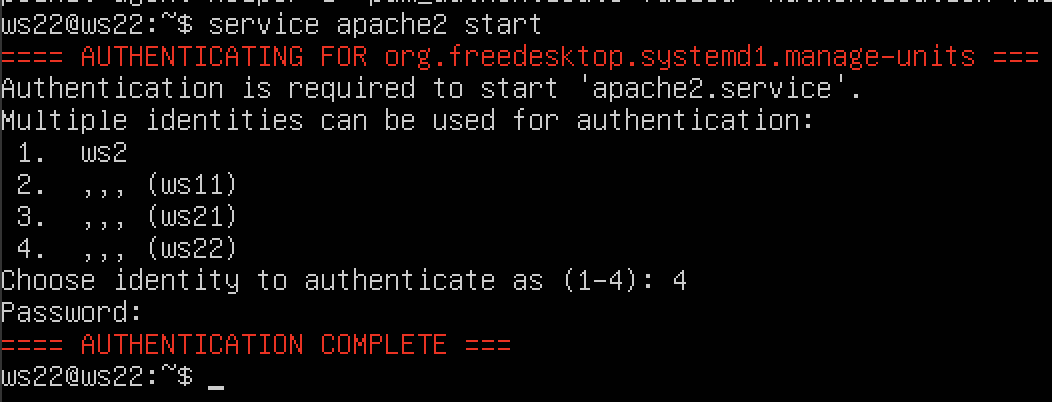 ws22@ws22:~$ service apache2 start
==== AUTHENTICATING FOR org.freedesktop.systemd1.manage-units ===
Authentication is required to start 'apache2.service'.
Multiple identities can be used for authentication:
 1.  ws2
 2.  ,,, (ws11)
 3.  ,,, (ws21)
 4.  ,,, (ws22)
Choose identity to authenticate as (1-4): 4
Password:
==== AUTHENTICATION COMPLETE ===
ws22@ws22:~$ _